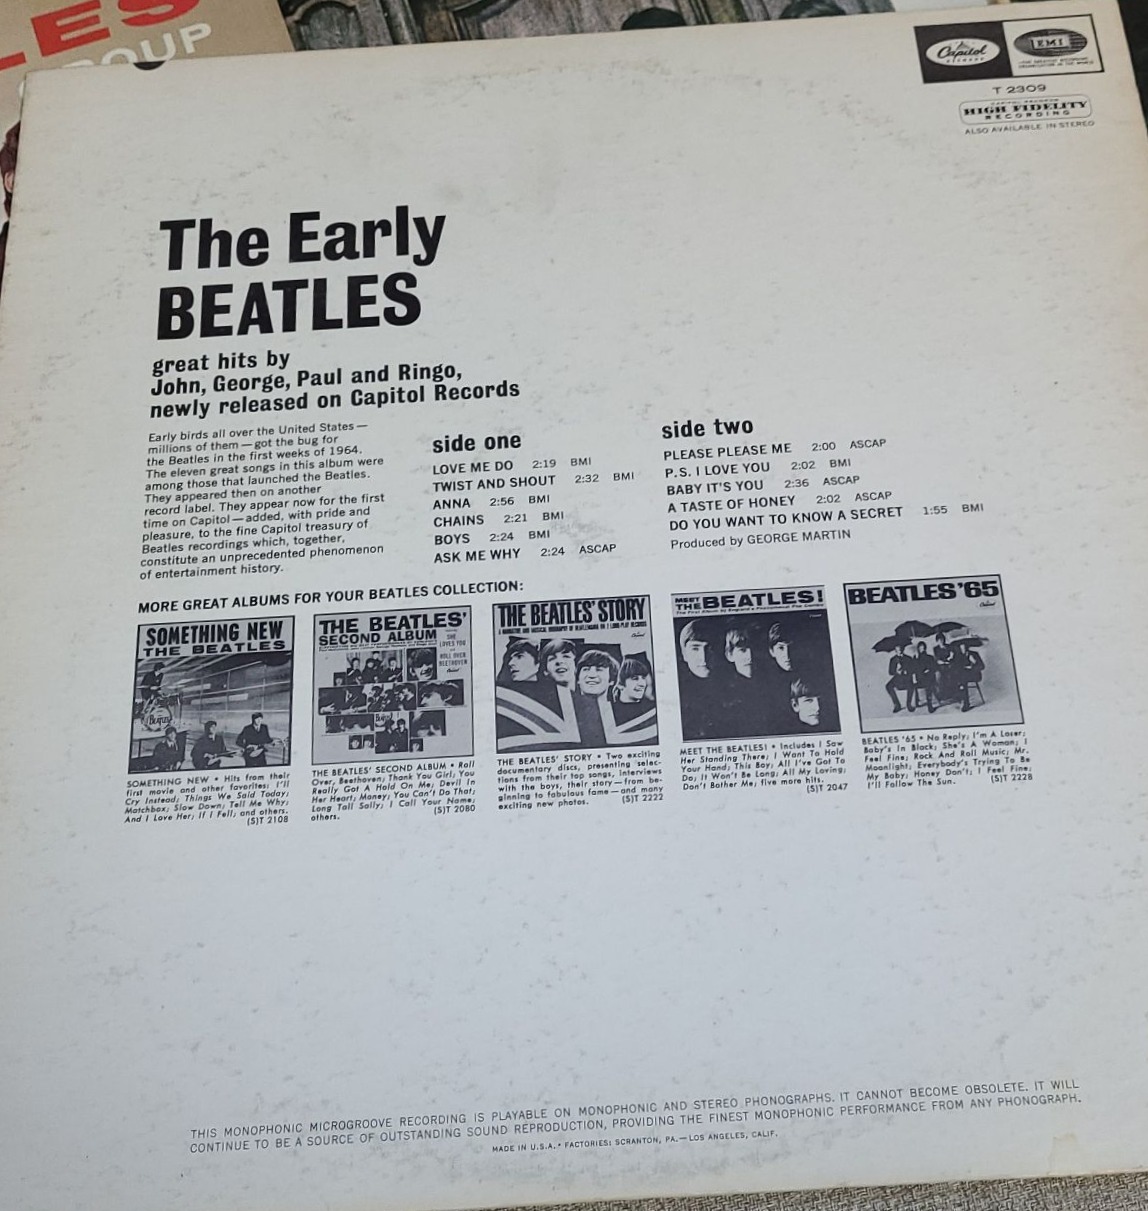 LES
GROUP
Capitol
RECORDS
EMI
T 2309
CAPITOL RECORDS
HIGH FIDELITY
RECORDING
ALSO AVAILABLE IN STEREO
The Early
BEATLES
great hits by
John, George, Paul and Ringo,
newly released on Capitol Records
Early birds all over the United States —
millions of them — got the bug for
the Beatles in the first weeks of 1964.
The eleven great songs in this album were
among those that launched the Beatles.
They appeared then on another
record label. They appear now for the first
time on Capitol — added, with pride and
pleasure, to the fine Capitol treasury of
Beatles recordings which, together,
constitute an unprecedented phenomenon
of entertainment history.
side one
LOVE ME DO 2:19 BMI
TWIST AND SHOUT 2:32 BMI
ANNA 2:56 BMI
CHAINS 2:21 BMI
BOYS 2:24 BMI
ASK ME WHY 2:24 ASCAP
side two
PLEASE PLEASE ME 2:00 ASCAP
P.S. I LOVE YOU 2:02 BMI
BABY IT'S YOU 2:36 ASCAP
A TASTE OF HONEY 2:02 ASCAP
DO YOU WANT TO KNOW A SECRET 1:55 BMI
Produced by GEORGE MARTIN
MORE GREAT ALBUMS FOR YOUR BEATLES COLLECTION:
SOMETHING NEW
THE BEATLES
SOMETHING NEW • Hits from their
first movie and other favorites; I'll
Cry Instead; Things We Said Today;
Matchbox; Slow Down; Tell Me Why;
And I Love Her; If I Fell; and others.
(S)T 2108
THE BEATLES'
SECOND ALBUM
SHE
LOVES YOU
ROLL OVER
BEETHOVEN
THE BEATLES' SECOND ALBUM • Roll
Over, Beethoven; Thank You Girl; You
Really Got A Hold On Me; Devil In
Her Heart; Money; You Can't Do That;
Long Tall Sally; I Call Your Name;
others. (S)T 2080
THE BEATLES' STORY
THE BEATLES' STORY • Two exciting
documentary discs, presenting selec-
tions from their top songs, interviews
with the boys, their story — from be-
ginning to fabulous fame — and many
exciting new photos. (S)T 2222
MEET
THE BEATLES!
MEET THE BEATLES! • Includes I Saw
Her Standing There; I Want To Hold
Your Hand; This Boy; All I've Got To
Do; It Won't Be Long; All My Loving;
Don't Bother Me; five more hits.
(S)T 2047
BEATLES '65
BEATLES '65 • No Reply; I'm A Loser;
Baby's In Black; She's A Woman; I
Feel Fine; Rock And Roll Music; Mr.
Moonlight; Everybody's Trying To Be
My Baby; Honey Don't; I Feel Fine;
I'll Follow The Sun. (S)T 2228
THIS MONOPHONIC MICROGROOVE RECORDING IS PLAYABLE ON MONOPHONIC AND STEREO PHONOGRAPHS. IT CANNOT BECOME OBSOLETE. IT WILL
CONTINUE TO BE A SOURCE OF OUTSTANDING SOUND REPRODUCTION, PROVIDING THE FINEST MONOPHONIC PERFORMANCE FROM ANY PHONOGRAPH.
MADE IN U.S.A. • FACTORIES: SCRANTON, PA.—LOS ANGELES, CALIF.